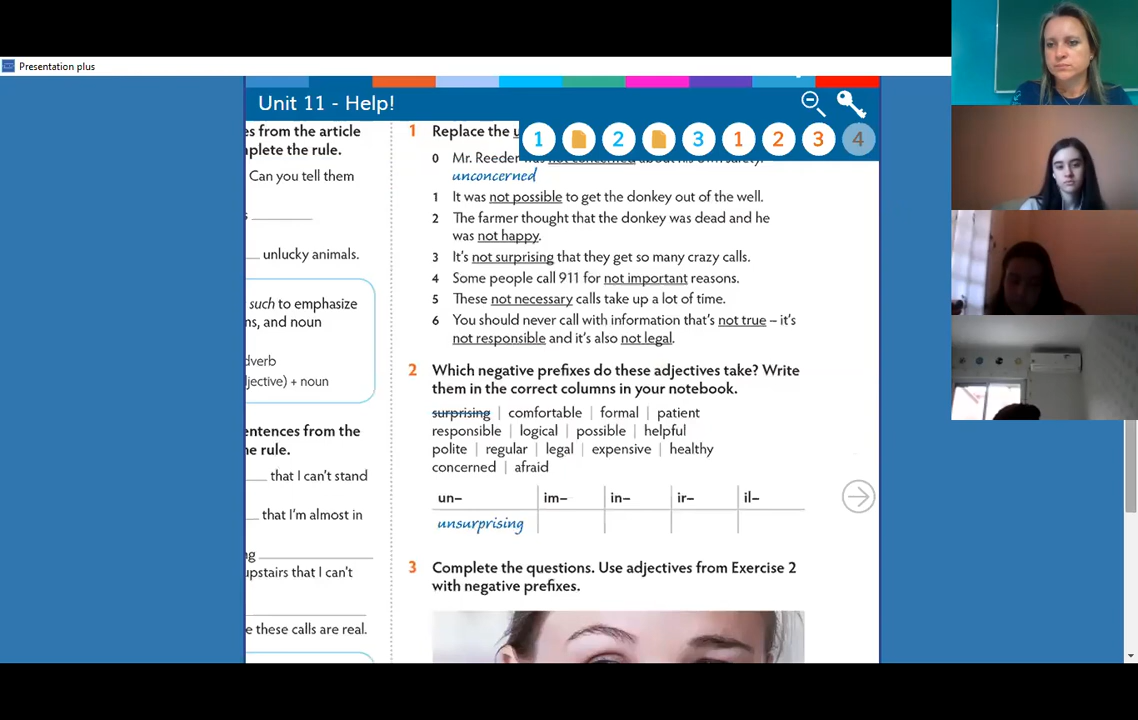 Presentation plus
Unit 11 - Help!
1 2 3 1 2 3 4
es from the article
nplete the rule.
Can you tell them
s
unlucky animals.
such to emphasize
ns, and noun
dverb
djective) + noun
entences from the
he rule.
that I can't stand
that I'm almost in
ng
upstairs that I can't
e these calls are real.
1 Replace the
0 Mr. Reeder was not concerned about his own safety.
unconcerned
1 It was not possible to get the donkey out of the well.
2 The farmer thought that the donkey was dead and he
was not happy.
3 It's not surprising that they get so many crazy calls.
4 Some people call 911 for not important reasons.
5 These not necessary calls take up a lot of time.
6 You should never call with information that's not true – it's
not responsible and it's also not legal.
2 Which negative prefixes do these adjectives take? Write
them in the correct columns in your notebook.
surprising | comfortable | formal | patient
responsible | logical | possible | helpful
polite | regular | legal | expensive | healthy
concerned | afraid
un– im– in– ir– il–
unsurprising
3 Complete the questions. Use adjectives from Exercise 2
with negative prefixes.